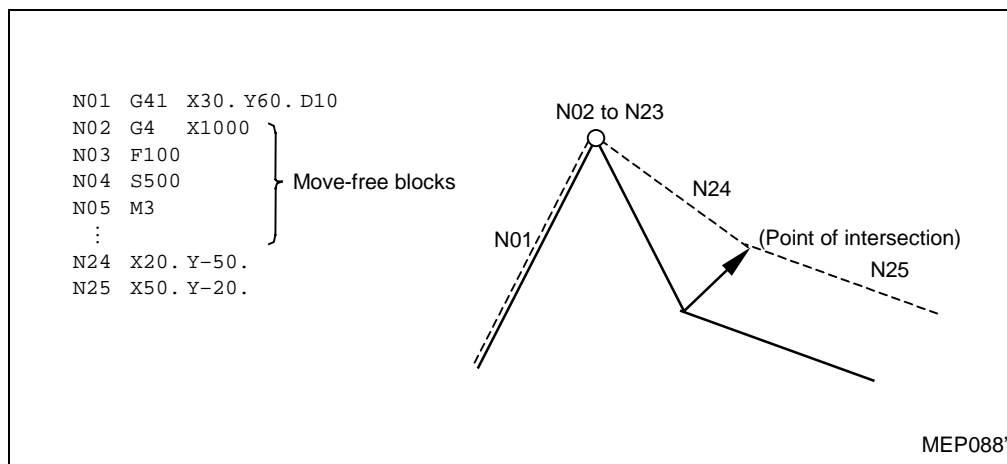 N01 G41 X30. Y60. D10
N02 G4 X1000
N03 F100
N04 S500
N05 M3
⋮
N24 X20. Y−50.
N25 X50. Y−20.
Move-free blocks
N02 to N23
N01
N24
(Point of intersection)
N25
MEP088'